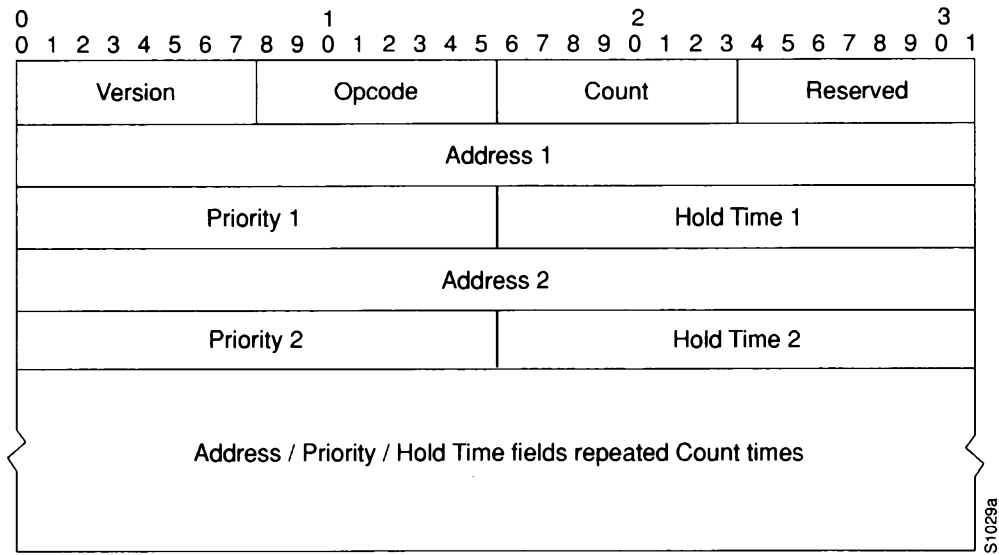 0 1 2 3
0 1 2 3 4 5 6 7 8 9 0 1 2 3 4 5 6 7 8 9 0 1 2 3 4 5 6 7 8 9 0 1
Version Opcode Count Reserved
Address 1
Priority 1 Hold Time 1
Address 2
Priority 2 Hold Time 2
Address / Priority / Hold Time fields repeated Count times
S1029a